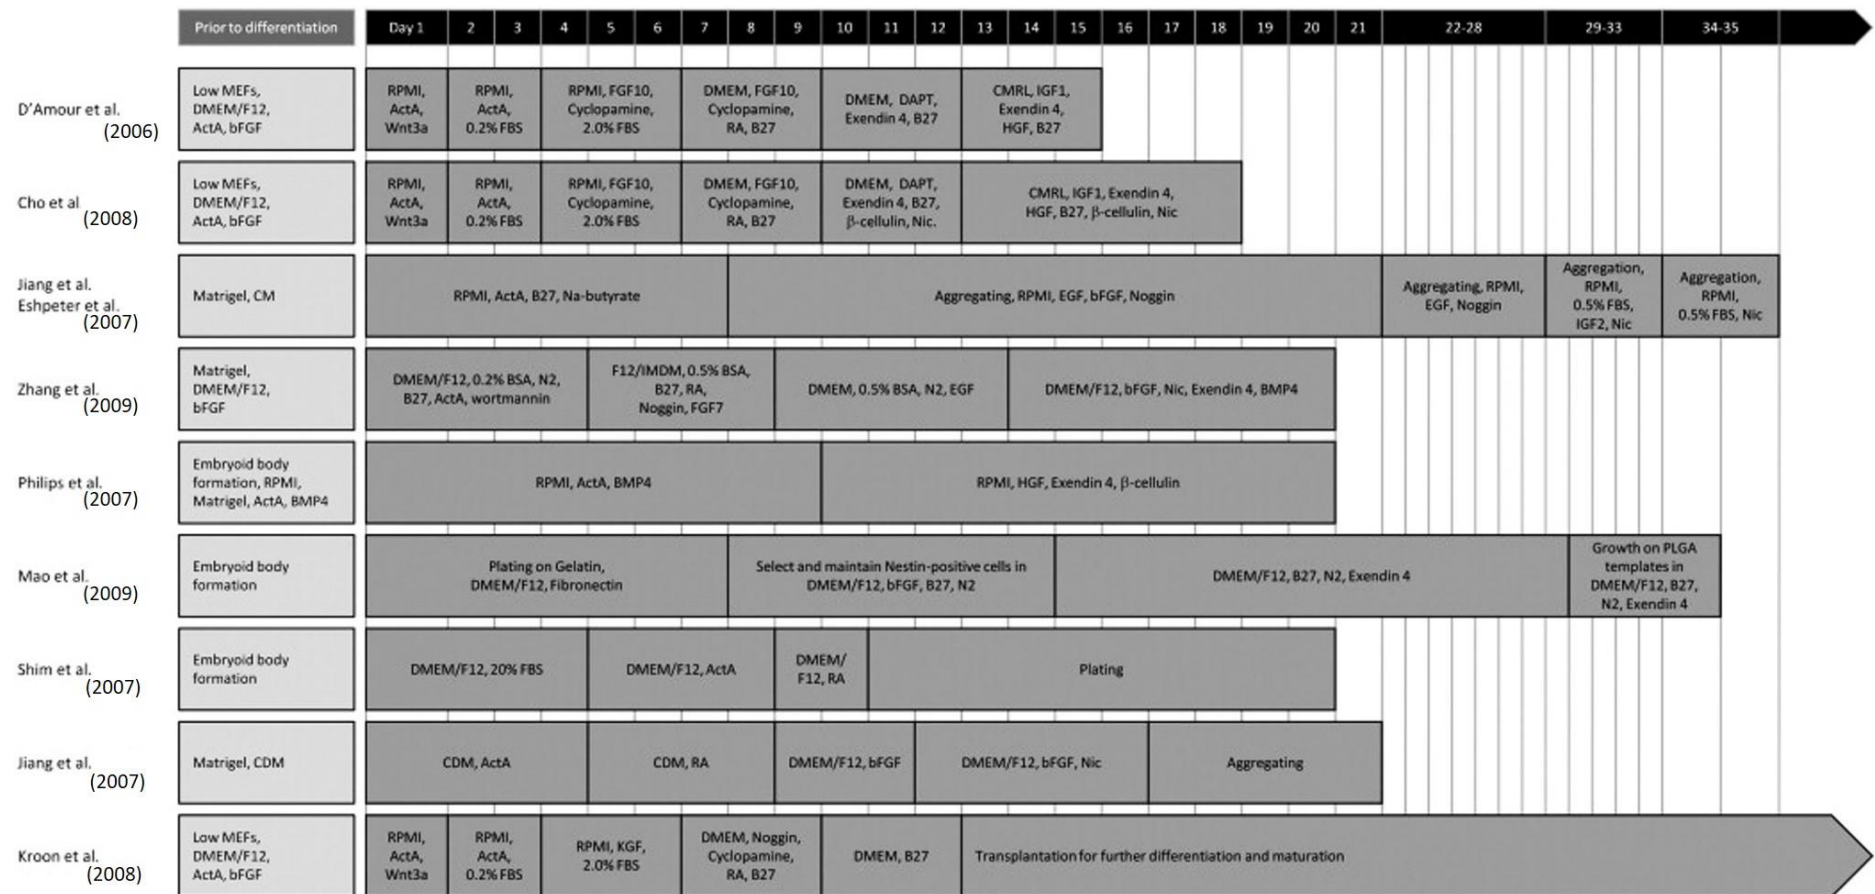 Prior to differentiation Day 1 2 3 4 5 6 7 8 9 10 11 12 13 14 15 16 17 18 19 20 21 22-28 29-33 34-35
D'Amour et al.
(2006)
Low MEFs,
DMEM/F12,
ActA, bFGF
RPMI,
ActA,
Wnt3a
RPMI,
ActA,
0.2% FBS
RPMI, FGF10,
Cyclopamine,
2.0% FBS
DMEM, FGF10,
Cyclopamine,
RA, B27
DMEM, DAPT,
Exendin 4, B27
CMRL, IGF1,
Exendin 4,
HGF, B27
Cho et al
(2008)
Low MEFs,
DMEM/F12,
ActA, bFGF
RPMI,
ActA,
Wnt3a
RPMI,
ActA,
0.2% FBS
RPMI, FGF10,
Cyclopamine,
2.0% FBS
DMEM, FGF10,
Cyclopamine,
RA, B27
DMEM, DAPT,
Exendin 4, B27,
β-cellulin, Nic.
CMRL, IGF1, Exendin 4,
HGF, B27, β-cellulin, Nic
Jiang et al.
Eshpeter et al.
(2007)
Matrigel, CM
RPMI, ActA, B27, Na-butyrate
Aggregating, RPMI, EGF, bFGF, Noggin
Aggregating, RPMI,
EGF, Noggin
Aggregation,
RPMI,
0.5% FBS,
IGF2, Nic
Aggregation,
RPMI,
0.5% FBS, Nic
Zhang et al.
(2009)
Matrigel,
DMEM/F12,
bFGF
DMEM/F12, 0.2% BSA, N2,
B27, ActA, wortmannin
F12/IMDM, 0.5% BSA,
B27, RA,
Noggin, FGF7
DMEM, 0.5% BSA, N2, EGF
DMEM/F12, bFGF, Nic, Exendin 4, BMP4
Philips et al.
(2007)
Embryoid body
formation, RPMI,
Matrigel, ActA, BMP4
RPMI, ActA, BMP4
RPMI, HGF, Exendin 4, β-cellulin
Mao et al.
(2009)
Embryoid body
formation
Plating on Gelatin,
DMEM/F12, Fibronectin
Select and maintain Nestin-positive cells in
DMEM/F12, bFGF, B27, N2
DMEM/F12, B27, N2, Exendin 4
Growth on PLGA
templates in
DMEM/F12, B27,
N2, Exendin 4
Shim et al.
(2007)
Embryoid body
formation
DMEM/F12, 20% FBS
DMEM/F12, ActA
DMEM/
F12, RA
Plating
Jiang et al.
(2007)
Matrigel, CDM
CDM, ActA
CDM, RA
DMEM/F12, bFGF
DMEM/F12, bFGF, Nic
Aggregating
Kroon et al.
(2008)
Low MEFs,
DMEM/F12,
ActA, bFGF
RPMI,
ActA,
Wnt3a
RPMI,
ActA,
0.2% FBS
RPMI, KGF,
2.0% FBS
DMEM, Noggin,
Cyclopamine,
RA, B27
DMEM, B27
Transplantation for further differentiation and maturation